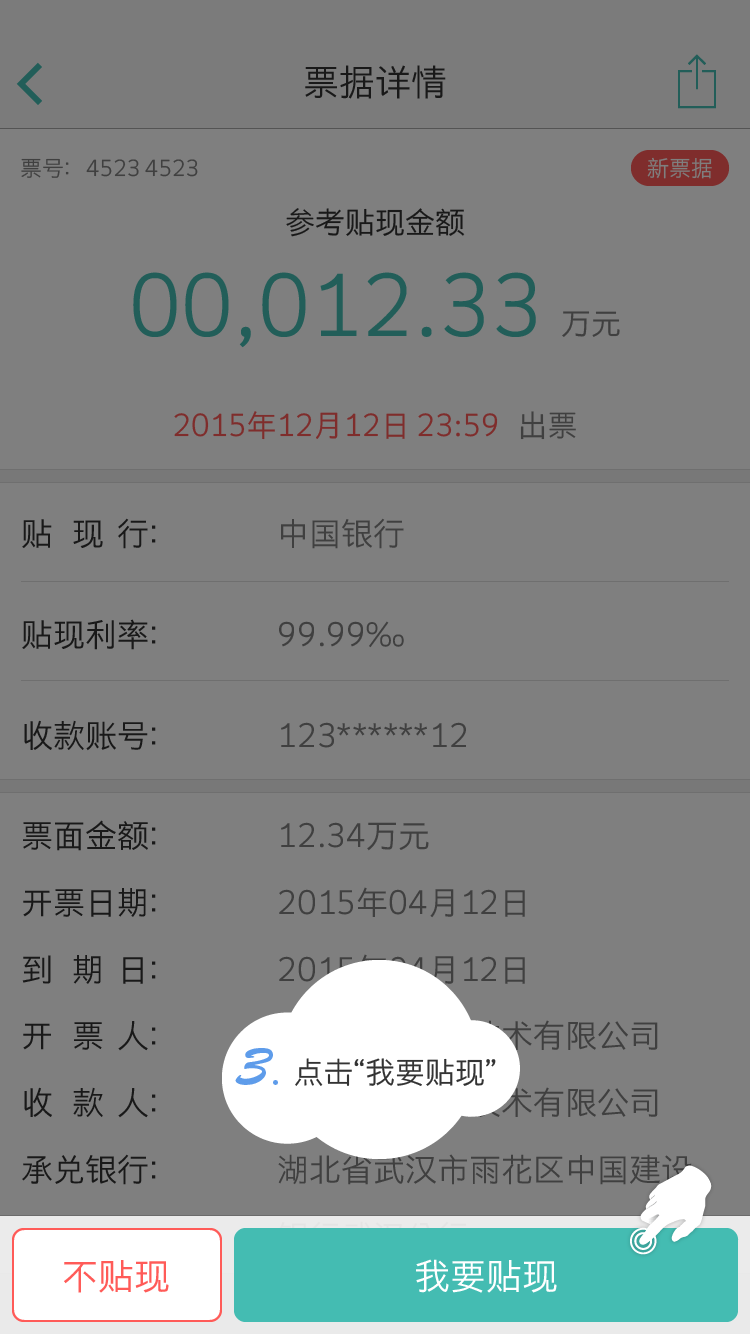 票据详情
票号: 4523 4523 新票据
参考贴现金额
00,012.33 万元
2015年12月12日 23:59 出票
贴 现 行: 中国银行
贴现利率: 99.99‰
收款账号: 123******12
票面金额: 12.34万元
开票日期: 2015年04月12日
到 期 日: 2015年04月12日
开 票 人: 术有限公司
3. 点击“我要贴现”
收 款 人: 术有限公司
承兑银行: 湖北省武汉市雨花区中国建设
不贴现 我要贴现